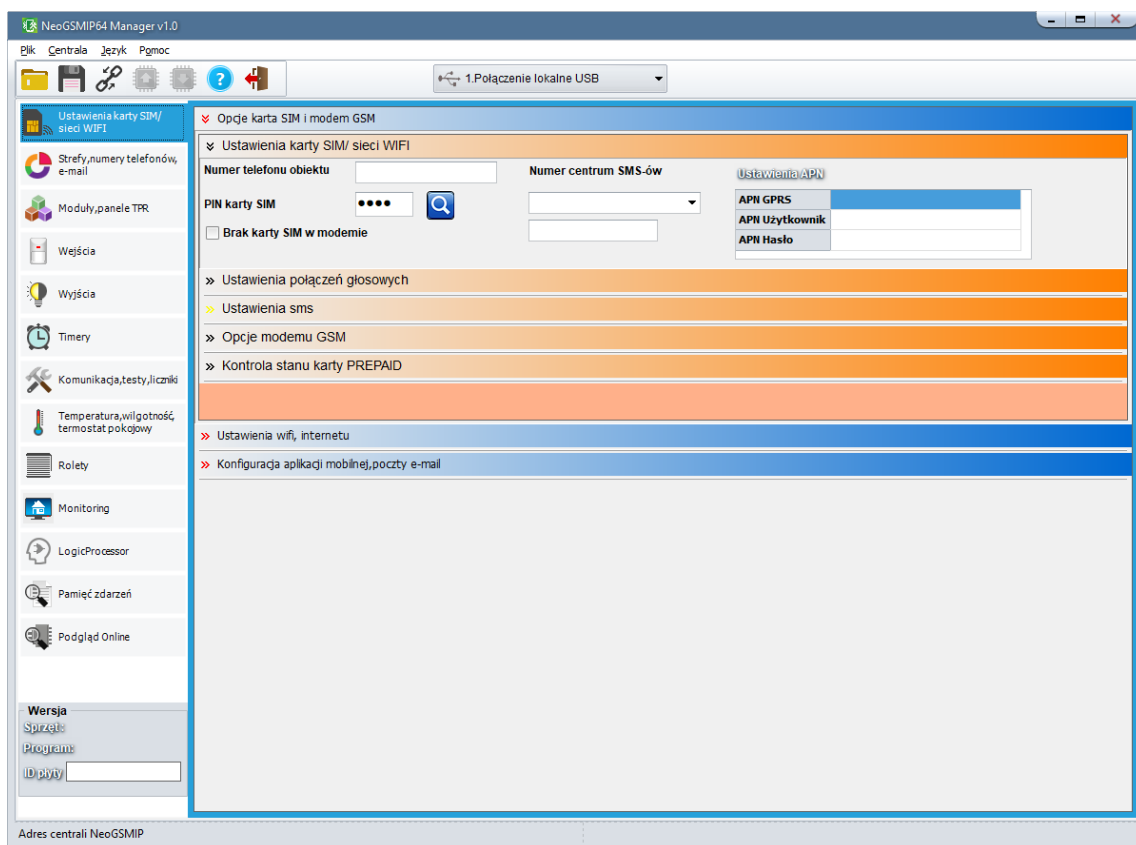 NeoGSMIP64 Manager v1.0
Plik Centrala Język Pomoc
1.Połączenie lokalne USB
Ustawienia karty SIM/
sieci WIFI
Strefy,numery telefonów,
e-mail
Moduły,panele TPR
Wejścia
Wyjścia
Timery
Komunikacja,testy,liczniki
Temperatura,wilgotność,
termostat pokojowy
Rolety
Monitoring
LogicProcessor
Pamięć zdarzeń
Podgląd Online
Wersja
Sprzęt:
Program:
ID płyty
Opcje karta SIM i modem GSM
Ustawienia karty SIM/ sieci WIFI
Numer telefonu obiektu
PIN karty SIM
Brak karty SIM w modemie
Numer centrum SMS-ów
Ustawienia APN
APN GPRS
APN Użytkownik
APN Hasło
Ustawienia połączeń głosowych
Ustawienia sms
Opcje modemu GSM
Kontrola stanu karty PREPAID
Ustawienia wifi, internetu
Konfiguracja aplikacji mobilnej,poczty e-mail
Adres centrali NeoGSMIP